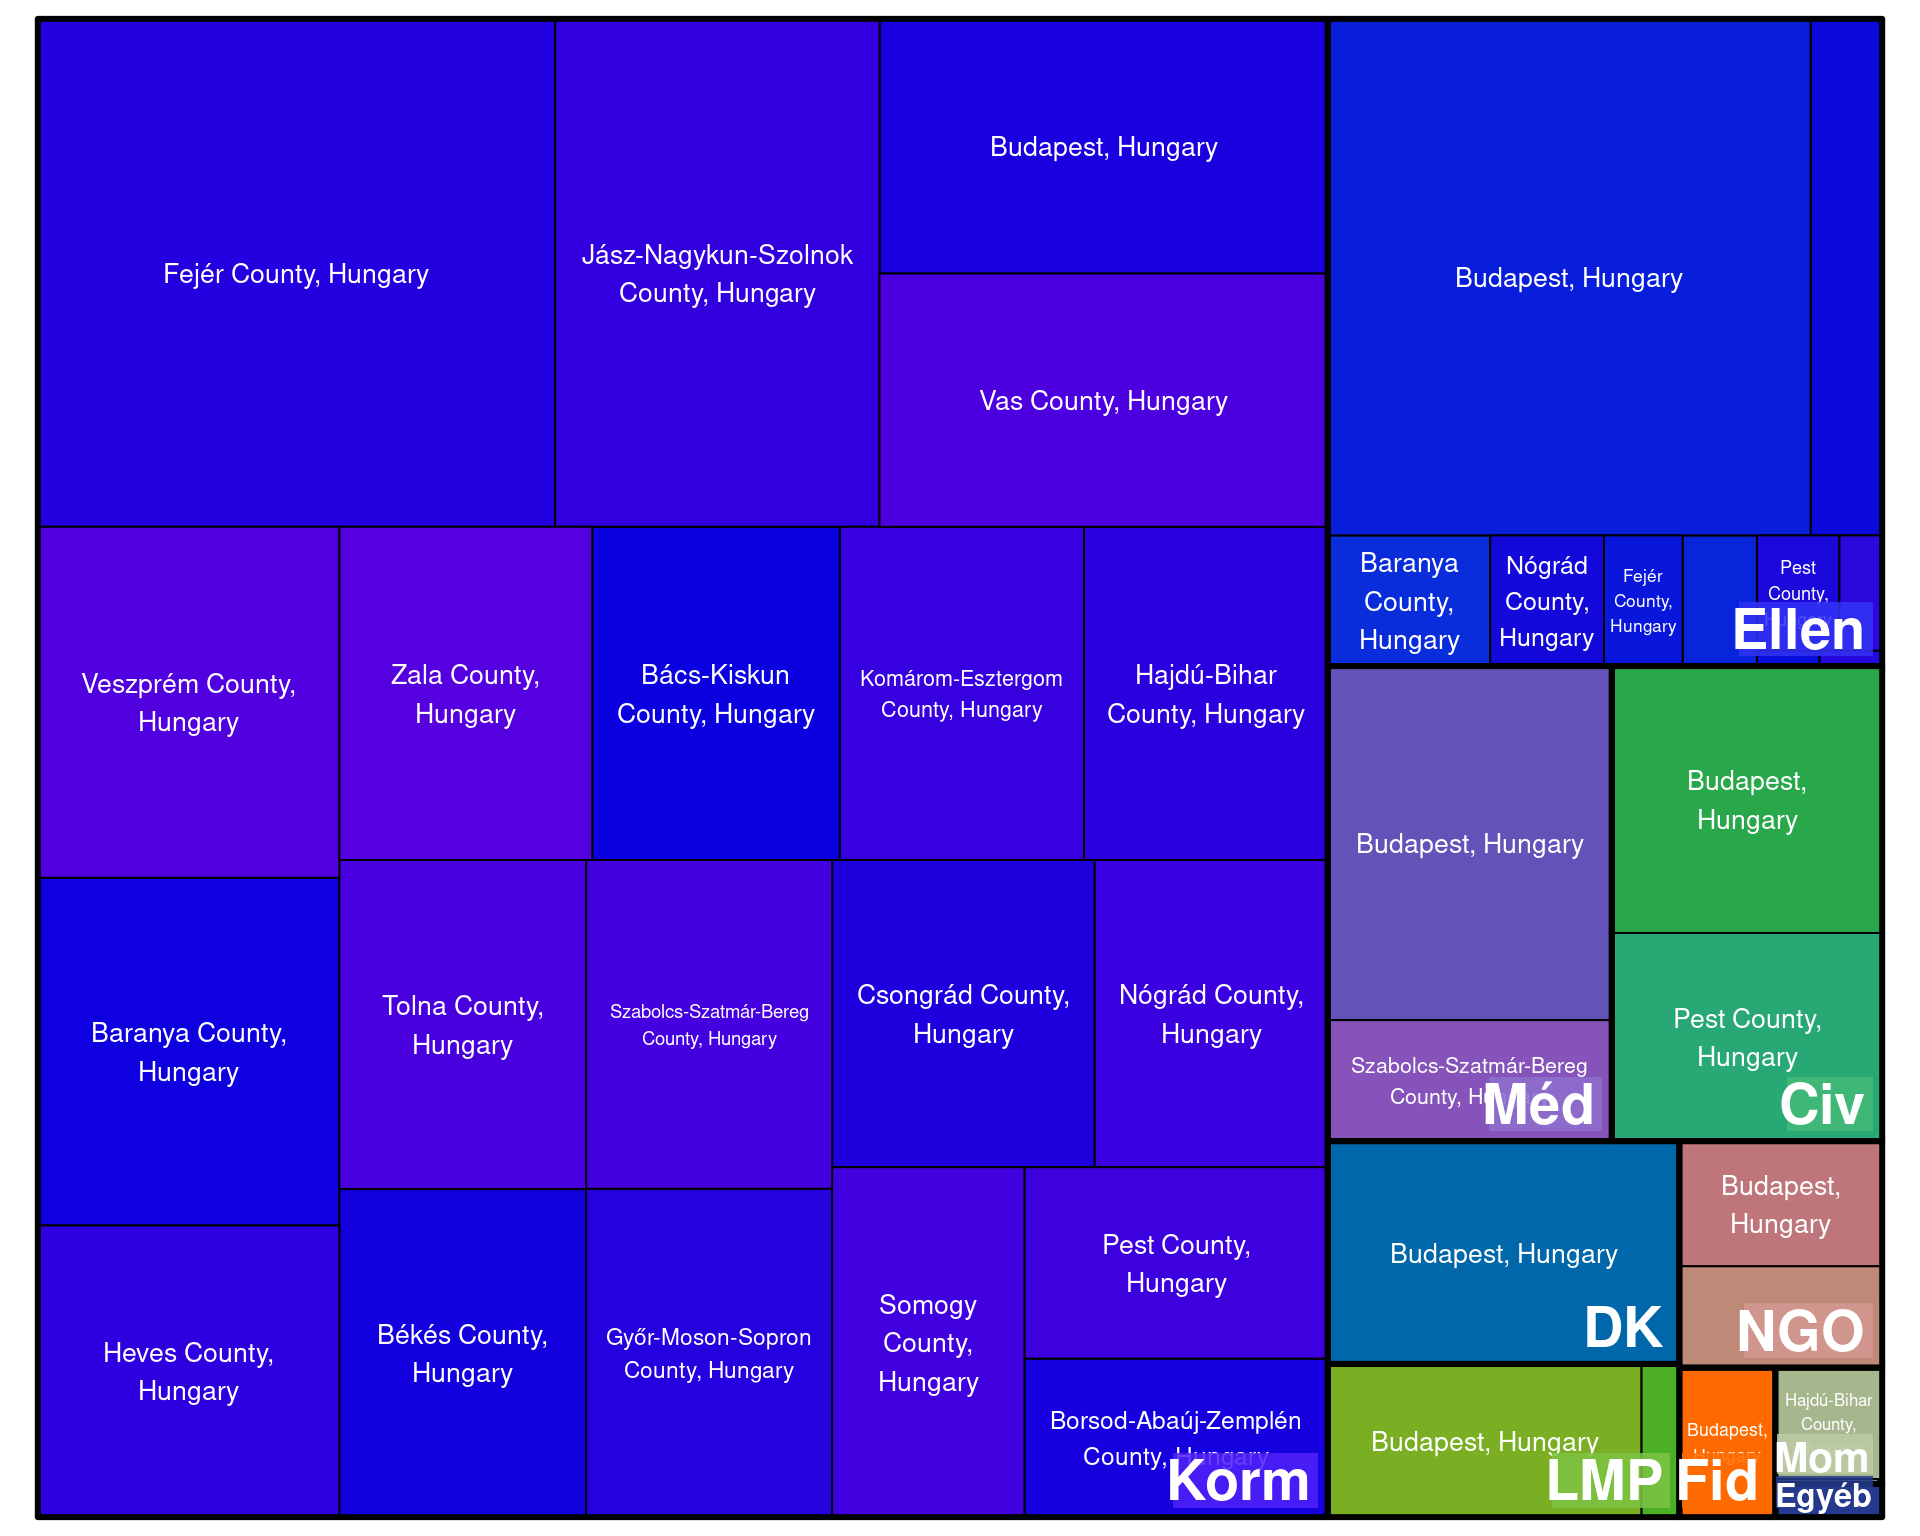 Fejér County, Hungary
Jász-Nagykun-Szolnok
County, Hungary
Budapest, Hungary
Vas County, Hungary
Veszprém County,
Hungary
Zala County,
Hungary
Bács-Kiskun
County, Hungary
Komárom-Esztergom
County, Hungary
Hajdú-Bihar
County, Hungary
Baranya County,
Hungary
Tolna County,
Hungary
Szabolcs-Szatmár-Bereg
County, Hungary
Csongrád County,
Hungary
Nógrád County,
Hungary
Heves County,
Hungary
Békés County,
Hungary
Győr-Moson-Sopron
County, Hungary
Somogy
County,
Hungary
Pest County,
Hungary
Borsod-Abaúj-Zemplén
County, Hungary
Korm
Budapest, Hungary
Baranya
County,
Hungary
Nógrád
County,
Hungary
Fejér
County,
Hungary
Pest
County,
Ellen
Budapest, Hungary
Szabolcs-Szatmár-Bereg
County,
Méd
Budapest,
Hungary
Pest County,
Hungary
Civ
Budapest, Hungary
DK
Budapest,
Hungary
NGO
Budapest, Hungary
LMP
Budapest,
Hungary
Fid
Hajdú-Bihar
County,
Mom
Egyéb